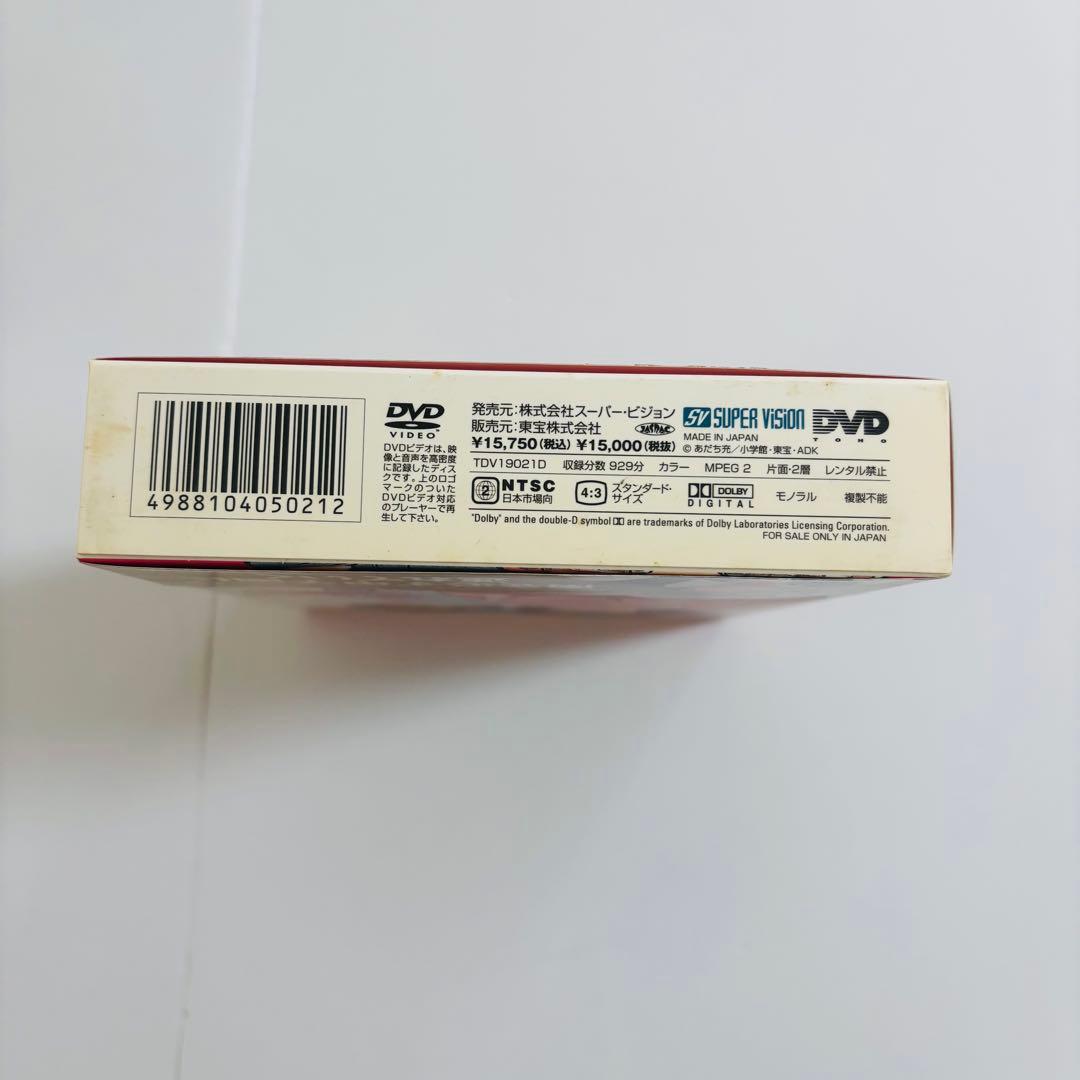 4988104050212
DVD
VIDEO
DVDビデオは、映
像と音声を高密度
に記録したディス
クです。上のロゴ
マークのついた
DVDビデオ対応
のプレーヤーで再
生して下さい。
発売元:株式会社スーパー・ビジョン
販売元:東宝株式会社
¥15,750(税込) ¥15,000(税抜)
SV SUPER VISION
DVD
TOHO
MADE IN JAPAN
©あだち充/小学館・東宝・ADK
TDV19021D 収録分数 929分 カラー MPEG 2 片面・2層 レンタル禁止
2 NTSC
日本市場向
4:3 スタンダード・
サイズ
DOLBY
DIGITAL
モノラル 複製不能
"Dolby" and the double-D symbol are trademarks of Dolby Laboratories Licensing Corporation.
FOR SALE ONLY IN JAPAN